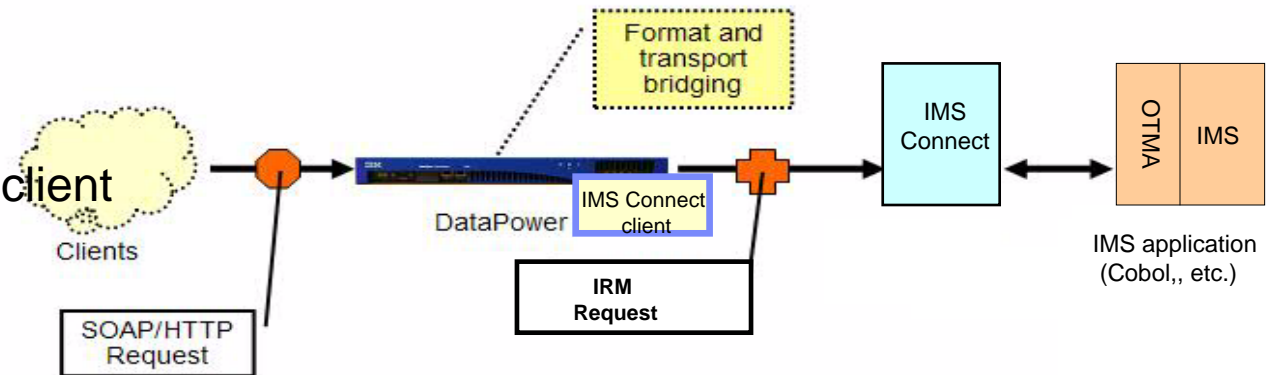 Format and
transport
bridging
client
Clients
SOAP/HTTP
Request
DataPower
IMS Connect
client
IRM
Request
IMS
Connect
OTMA
IMS
IMS application
(Cobol,, etc.)